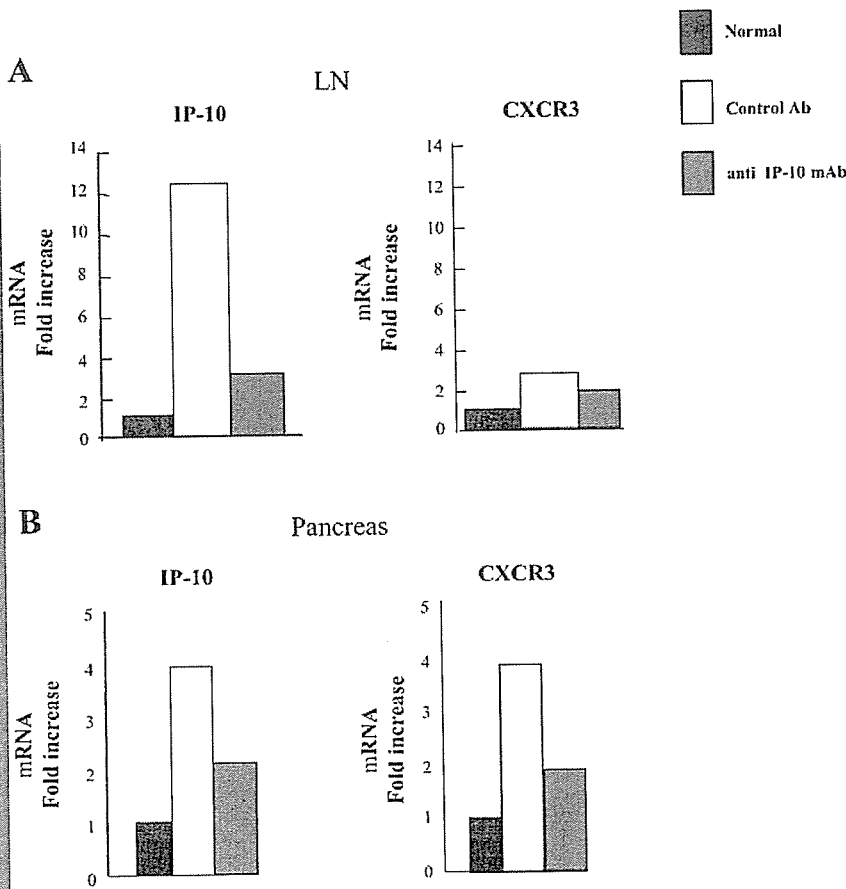 Normal
Control Ab
anti IP-10 mAb
A
LN
IP-10
mRNA
Fold increase
14
12
10
8
6
4
2
0
CXCR3
mRNA
Fold increase
14
12
10
8
6
4
2
0
B
Pancreas
IP-10
mRNA
Fold increase
5
4
3
2
1
0
CXCR3
mRNA
Fold increase
5
4
3
2
1
0